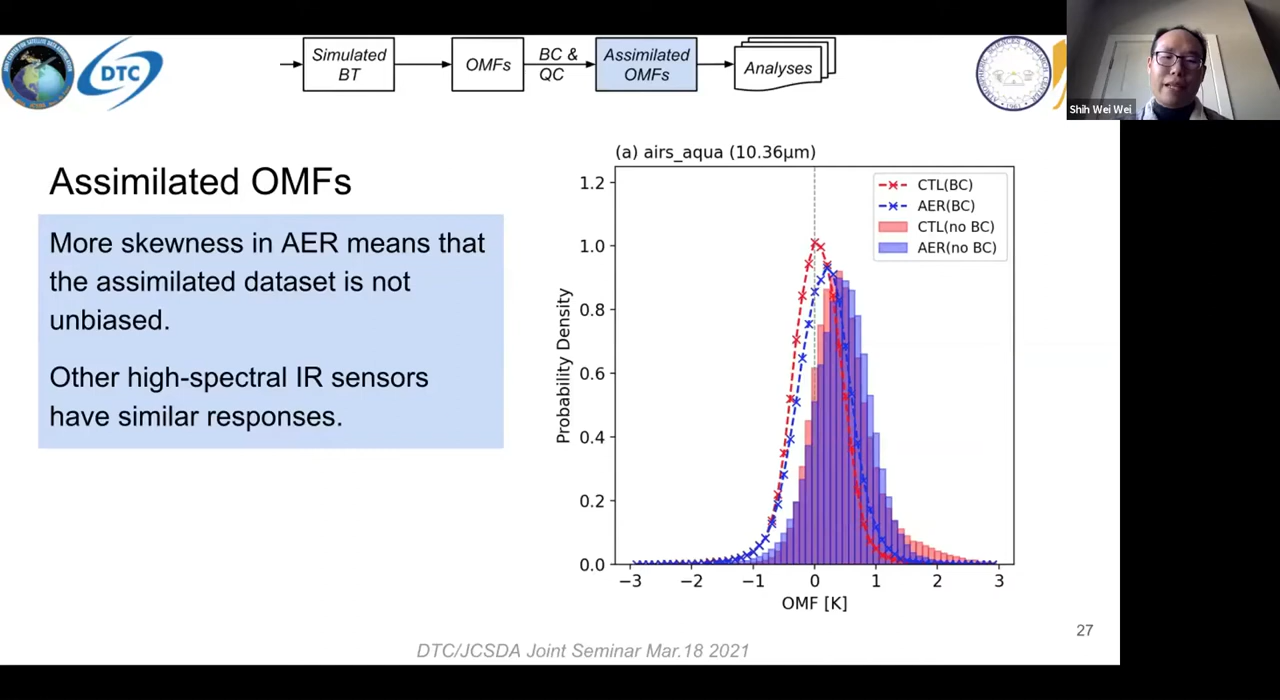 Simulated
BT
OMFs
BC &
QC
Assimilated
OMFs
Analyses
DTC
Shih Wei Wei
Assimilated OMFs
More skewness in AER means that
the assimilated dataset is not
unbiased.
Other high-spectral IR sensors
have similar responses.
(a) airs_aqua (10.36μm)
CTL(BC)
AER(BC)
CTL(no BC)
AER(no BC)
Probability Density
1.2
1.0
0.8
0.6
0.4
0.2
0.0
−3 −2 −1 0 1 2 3
OMF [K]
27
DTC/JCSDA Joint Seminar Mar.18 2021